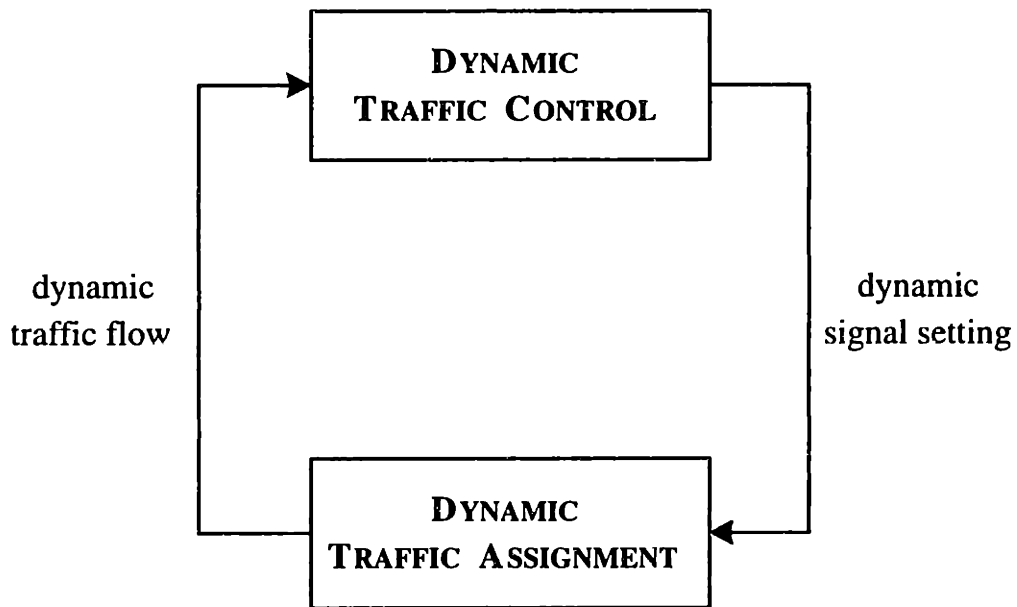 DYNAMIC
TRAFFIC CONTROL
dynamic
traffic flow
dynamic
signal setting
DYNAMIC
TRAFFIC ASSIGNMENT